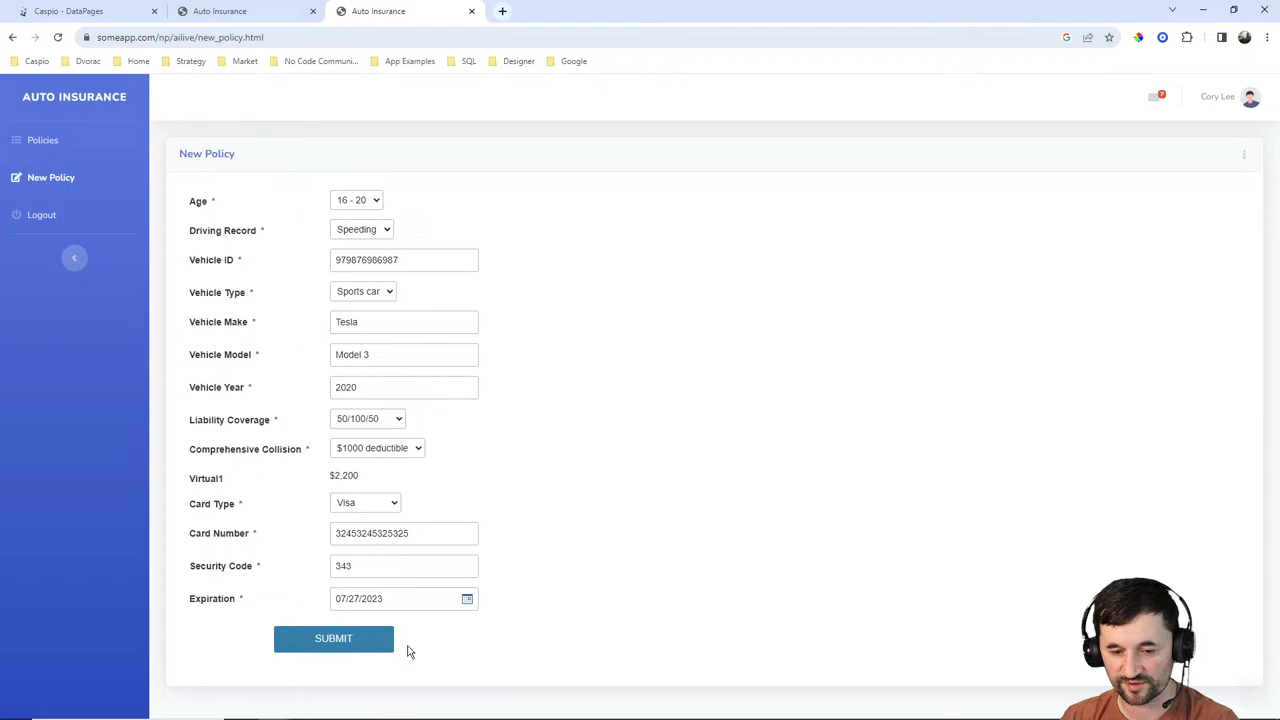 Caspio - DataPages
Auto Insurance
Auto Insurance
someapp.com/np/ailive/new_policy.html
Caspio
Dvorac
Home
Strategy
Market
No Code Communi...
App Examples
SQL
Designer
Google
AUTO INSURANCE
7
Cory Lee
Policies
New Policy
Logout
New Policy
Age * 16 - 20
Driving Record * Speeding
Vehicle ID * 979876986987
Vehicle Type * Sports car
Vehicle Make * Tesla
Vehicle Model * Model 3
Vehicle Year * 2020
Liability Coverage * 50/100/50
Comprehensive Collision * $1000 deductible
Virtual1 $2,200
Card Type * Visa
Card Number * 32453245325325
Security Code * 343
Expiration * 07/27/2023
SUBMIT